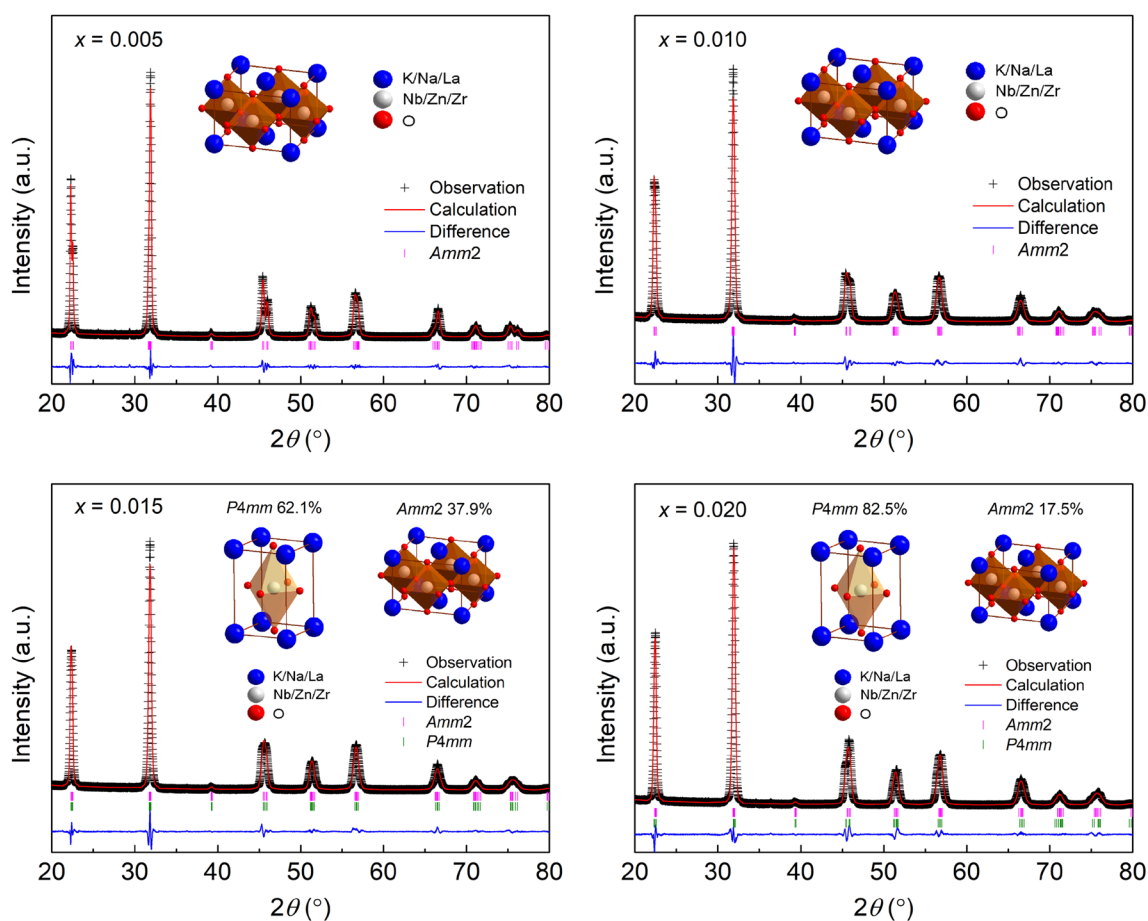 x = 0.005
K/Na/La
Nb/Zn/Zr
O
Observation
Calculation
Difference
Amm2
Intensity (a.u.)
20 30 40 50 60 70 80
2θ (°)
x = 0.010
K/Na/La
Nb/Zn/Zr
O
Observation
Calculation
Difference
Amm2
Intensity (a.u.)
20 30 40 50 60 70 80
2θ (°)
x = 0.015
P4mm 62.1%
Amm2 37.9%
K/Na/La
Nb/Zn/Zr
O
Observation
Calculation
Difference
Amm2
P4mm
Intensity (a.u.)
20 30 40 50 60 70 80
2θ (°)
x = 0.020
P4mm 82.5%
Amm2 17.5%
K/Na/La
Nb/Zn/Zr
O
Observation
Calculation
Difference
Amm2
P4mm
Intensity (a.u.)
20 30 40 50 60 70 80
2θ (°)